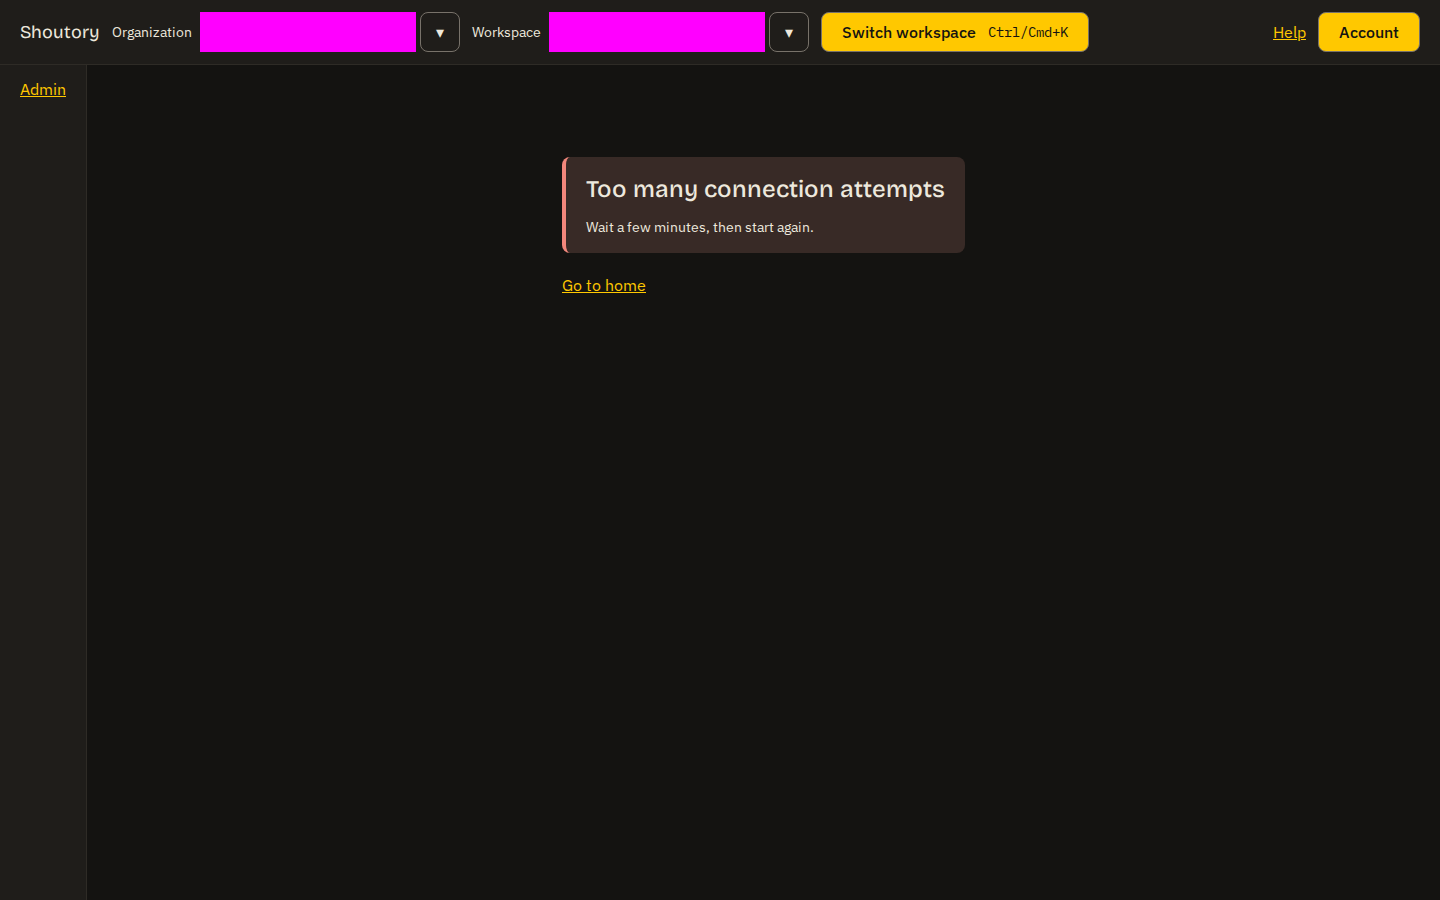 Shoutory Organization ▼ Workspace ▼ Switch workspace Ctrl/Cmd+K Help Account
Admin
Too many connection attempts
Wait a few minutes, then start again.
Go to home